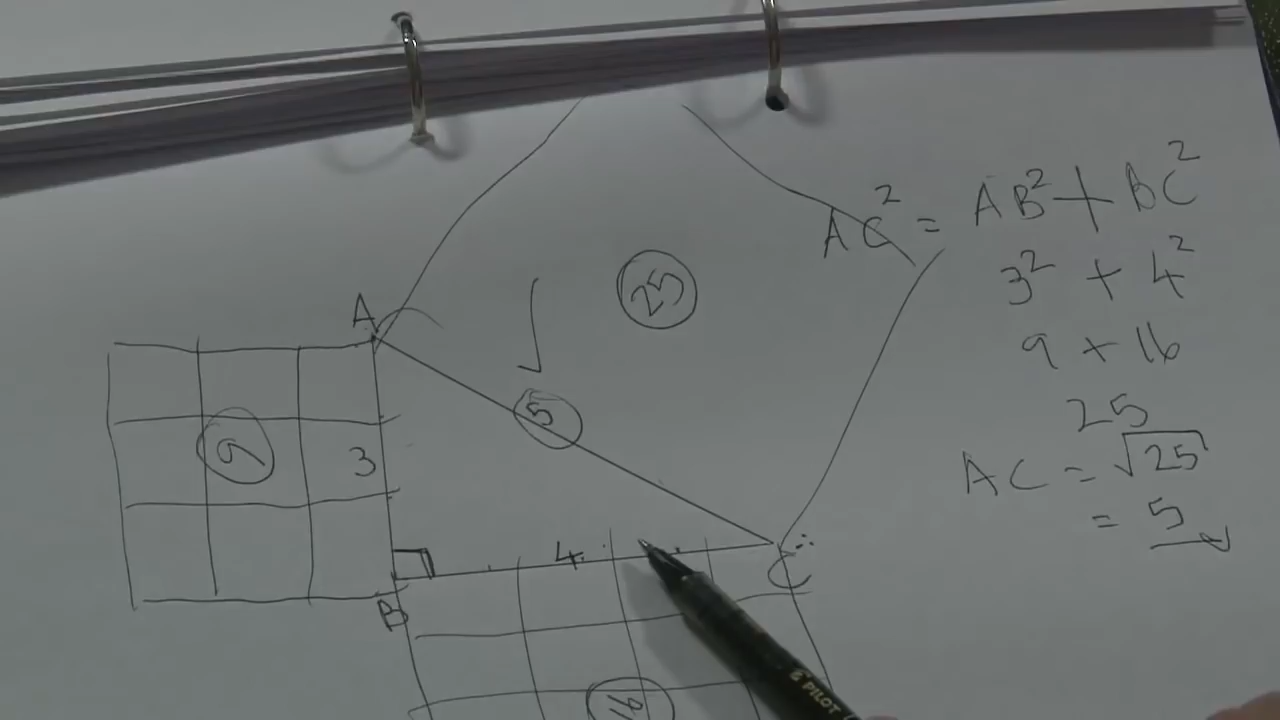 AC² = AB² + BC²
3² + 4²
9 + 16
25
AC = √25
= 5
25
A
5
9
3
4
B
C
16
PILOT